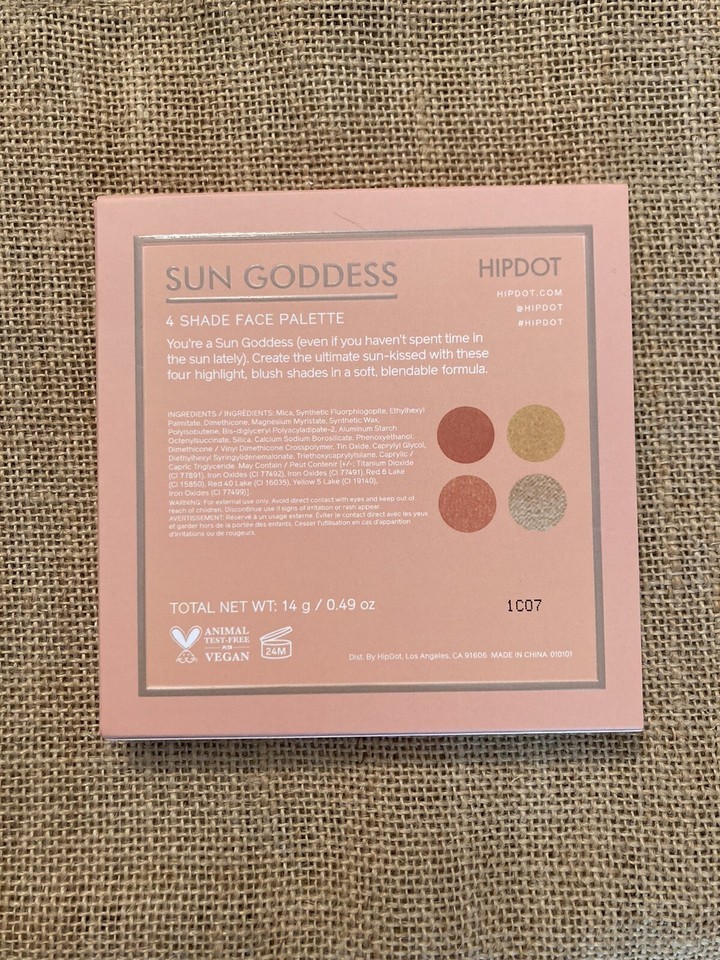 SUN GODDESS
HIPDOT
HIPDOT.COM
@HIPDOT
#HIPDOT
4 SHADE FACE PALETTE
You're a Sun Goddess (even if you haven't spent time in
the sun lately). Create the ultimate sun-kissed with these
four highlight, blush shades in a soft, blendable formula.
INGREDIENTS / INGRÉDIENTS: Mica, Synthetic Fluorphlogopite, Ethylhexyl
Palmitate, Dimethicone, Magnesium Myristate, Synthetic Wax,
Polyisobutene, Bis-diglyceryl Polyacyladipate-2, Aluminum Starch
Octenylsuccinate, Silica, Calcium Sodium Borosilicate, Phenoxyethanol,
Dimethicone / Vinyl Dimethicone Crosspolymer, Tin Oxide, Caprylyl Glycol,
Diethylhexyl Syringylidenemalonate, Triethoxycaprylylsilane, Caprylic /
Capric Triglyceride. May Contain / Peut Contenir [+/-: Titanium Dioxide
(CI 77891), Iron Oxides (CI 77492), Iron Oxides (CI 77491), Red 6 Lake
(CI 15850), Red 40 Lake (CI 16035), Yellow 5 Lake (CI 19140),
Iron Oxides (CI 77499)]
WARNING: For external use only. Avoid direct contact with eyes and keep out of
reach of children. Discontinue use if signs of irritation or rash appear
AVERTISSEMENT: Réservé à un usage externe. Éviter le contact direct avec les yeux
et garder hors de la portée des enfants. Cesser l'utilisation en cas d'apparition
d'irritations ou de rougeurs.
TOTAL NET WT: 14 g / 0.49 oz
1C07
ANIMAL
TEST-FREE
VEGAN
24M
Dist. By HipDot, Los Angeles, CA 91606 MADE IN CHINA 010101